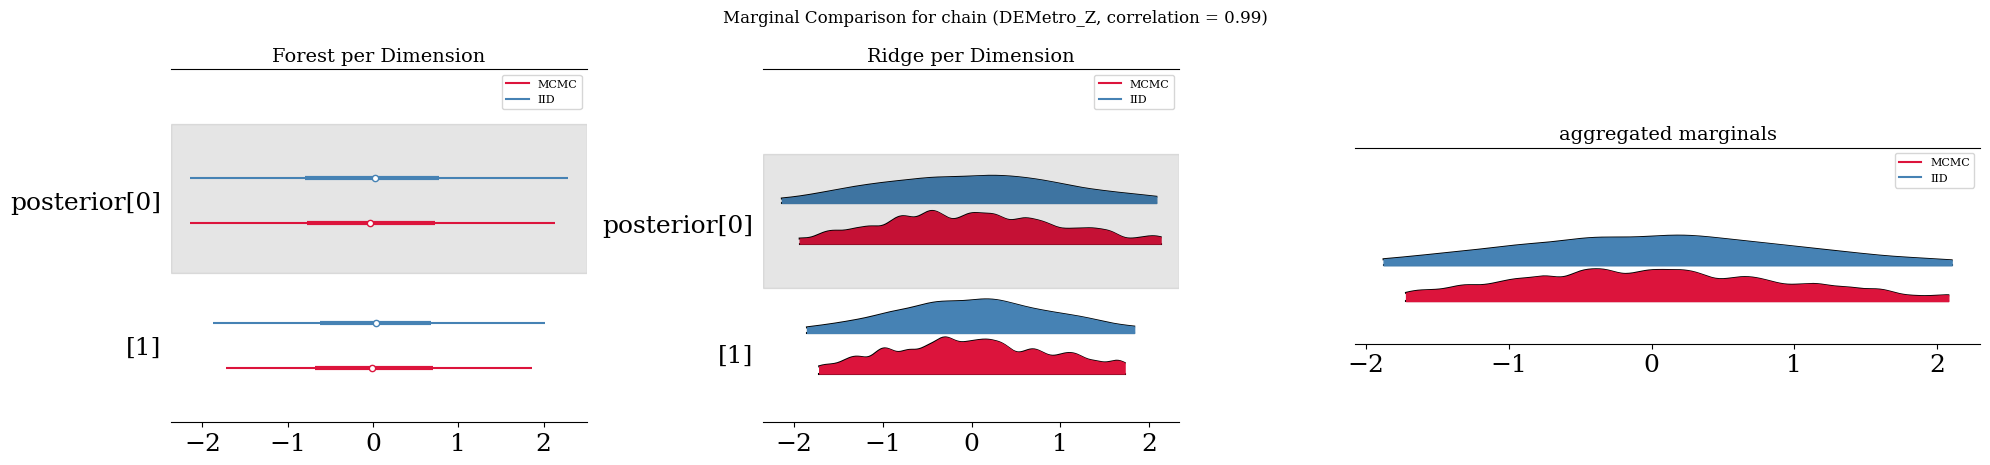 Marginal Comparison for chain (DEMetro_Z, correlation = 0.99)
Forest per Dimension
MCMC
IID
posterior[0]
[1]
−2 −1 0 1 2
Ridge per Dimension
MCMC
IID
posterior[0]
[1]
−2 −1 0 1 2
aggregated marginals
MCMC
IID
−2 −1 0 1 2